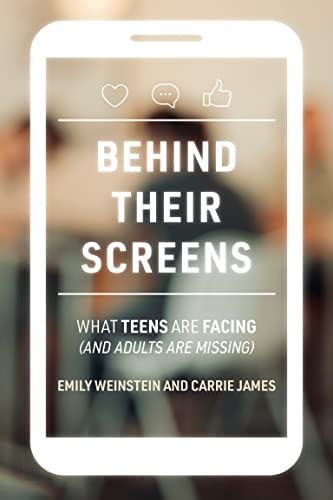 BEHIND
THEIR
SCREENS
WHAT TEENS ARE FACING
(AND ADULTS ARE MISSING)
EMILY WEINSTEIN AND CARRIE JAMES